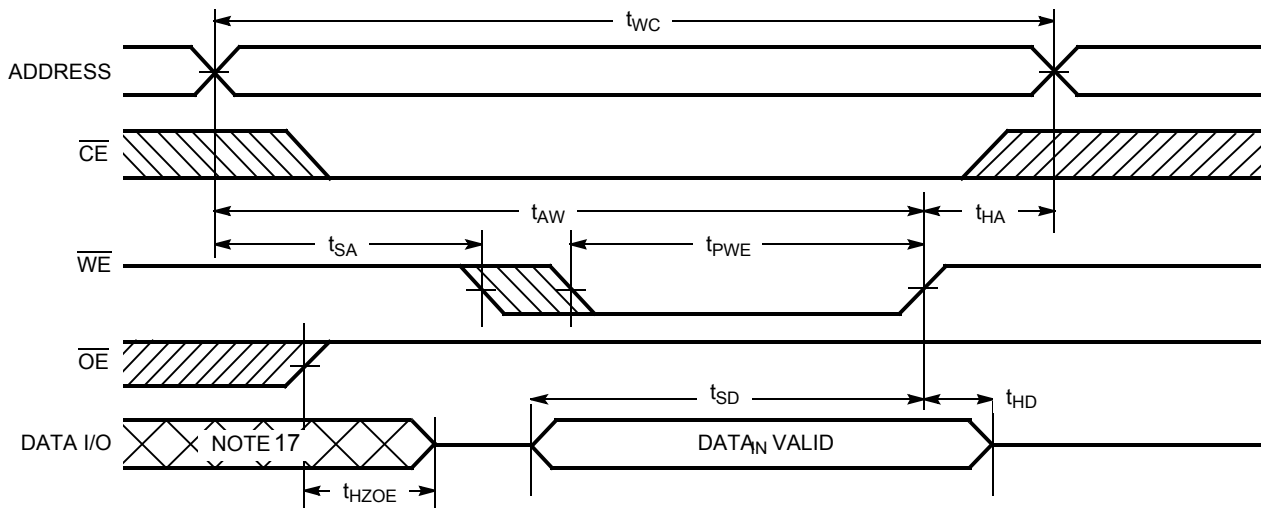 tWC
ADDRESS
CE
tAW
tHA
tSA
tPWE
WE
OE
tSD
tHD
DATA I/O
NOTE 17
DATAIN VALID
tHZOE